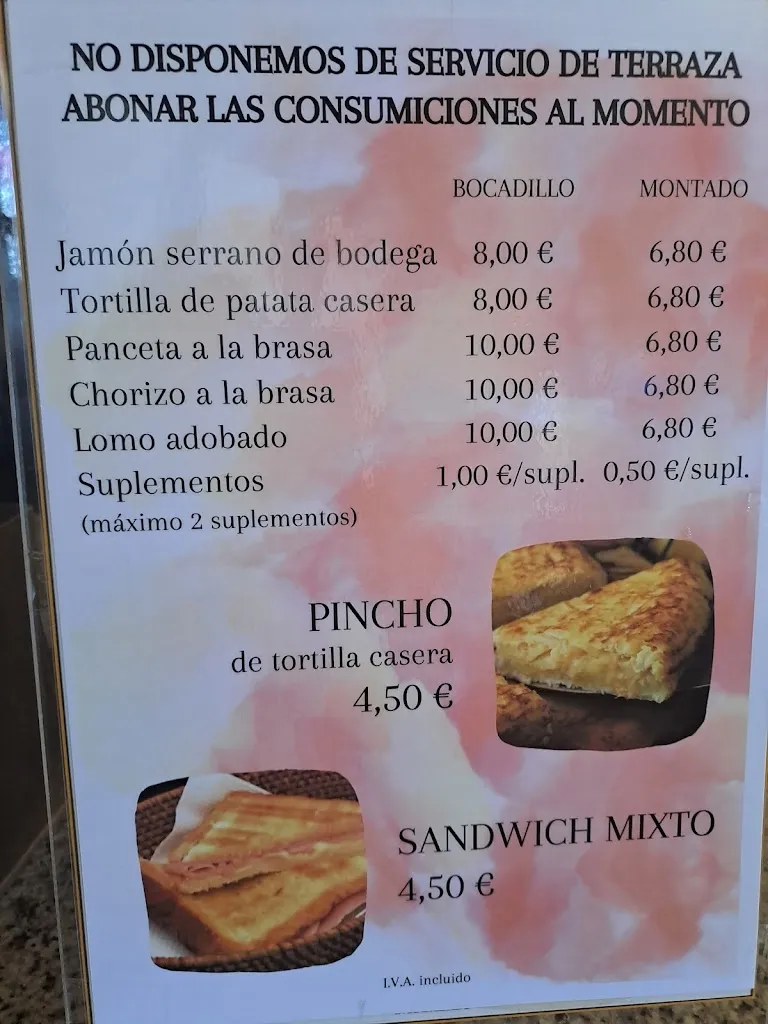 NO DISPONEMOS DE SERVICIO DE TERRAZA
ABONAR LAS CONSUMICIONES AL MOMENTO
BOCADILLO MONTADO
Jamón serrano de bodega 8,00 € 6,80 €
Tortilla de patata casera 8,00 € 6,80 €
Panceta a la brasa 10,00 € 6,80 €
Chorizo a la brasa 10,00 € 6,80 €
Lomo adobado 10,00 € 6,80 €
Suplementos 1,00 €/supl. 0,50 €/supl.
(máximo 2 suplementos)
PINCHO
de tortilla casera
4,50 €
SANDWICH MIXTO
4,50 €
I.V.A. incluido